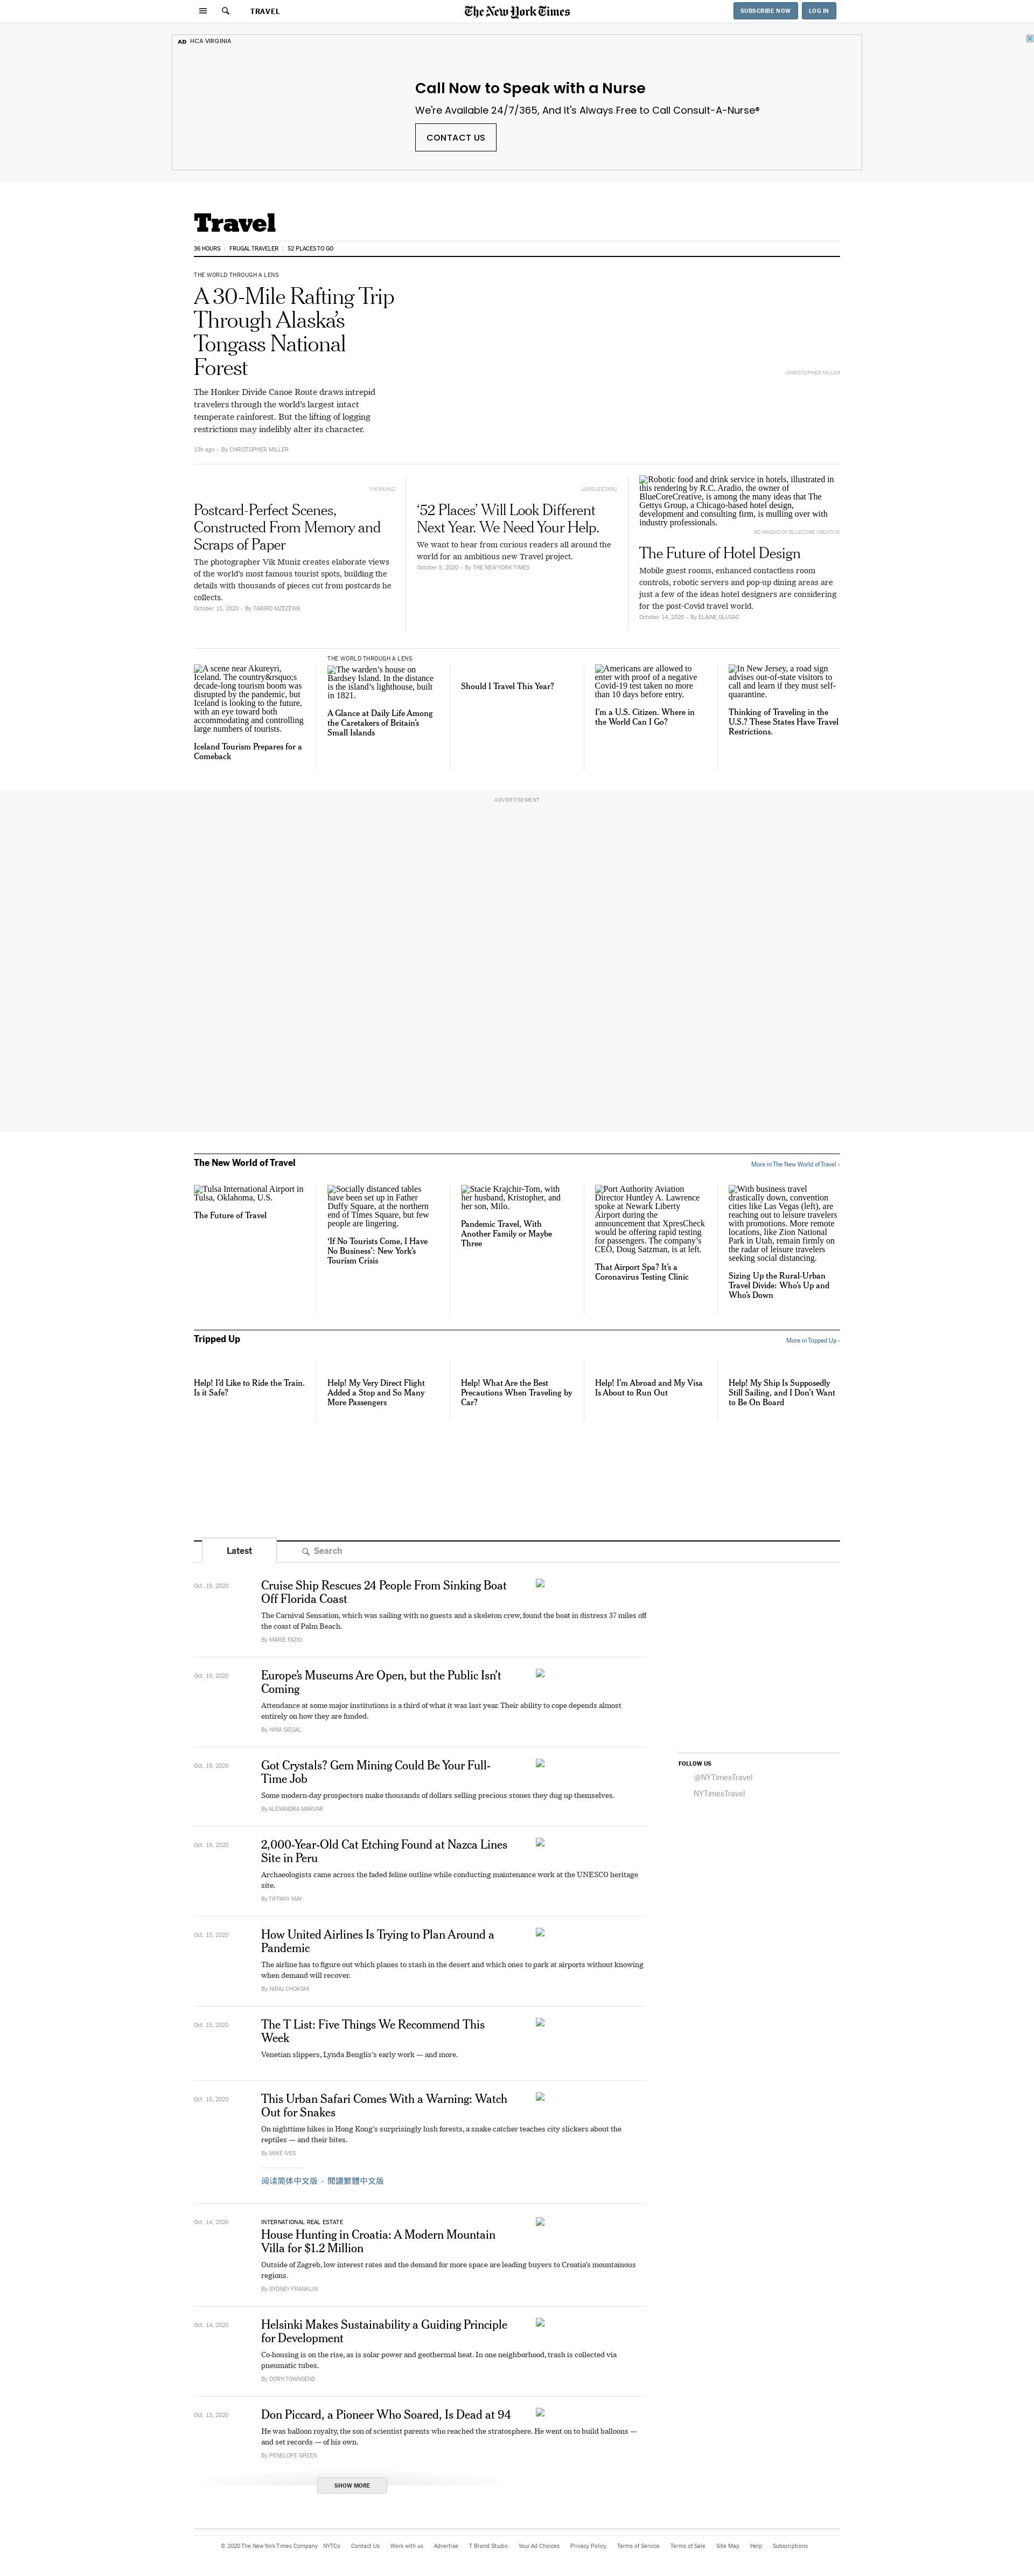 TRAVEL
The New York Times
SUBSCRIBE NOW
LOG IN
AD HCA VIRGINIA
Call Now to Speak with a Nurse
We're Available 24/7/365, And It's Always Free to Call Consult-A-Nurse®
CONTACT US
Travel
36 HOURS
FRUGAL TRAVELER
52 PLACES TO GO
THE WORLD THROUGH A LENS
A 30-Mile Rafting Trip
Through Alaska’s
Tongass National
Forest
CHRISTOPHER MILLER
The Honker Divide Canoe Route draws intrepid
travelers through the world’s largest intact
temperate rainforest. But the lifting of logging
restrictions may indelibly alter its character.
13h ago - By CHRISTOPHER MILLER
VIK MUNIZ
Postcard-Perfect Scenes,
Constructed From Memory and
Scraps of Paper
The photographer Vik Muniz creates elaborate views
of the world’s most famous tourist spots, building the
details with thousands of pieces cut from postcards he
collects.
October 15, 2020 - By TARIRO MZEZEWA
LARS LEETARU
‘52 Places’ Will Look Different
Next Year. We Need Your Help.
We want to hear from curious readers all around the
world for an ambitious new Travel project.
October 5, 2020 - By THE NEW YORK TIMES
Robotic food and drink service in hotels, illustrated in
this rendering by R.C. Aradio, the owner of
BlueCoreCreative, is among the many ideas that The
Gettys Group, a Chicago-based hotel design,
development and consulting firm, is mulling over with
industry professionals.
RC ARADIO OF BLUECORE CREATIVE
The Future of Hotel Design
Mobile guest rooms, enhanced contactless room
controls, robotic servers and pop-up dining areas are
just a few of the ideas hotel designers are considering
for the post-Covid travel world.
October 14, 2020 - By ELAINE GLUSAC
A scene near Akureyri,
Iceland. The country&rsquo;s
decade-long tourism boom was
disrupted by the pandemic, but
Iceland is looking to the future,
with an eye toward both
accommodating and controlling
large numbers of tourists.
Iceland Tourism Prepares for a
Comeback
THE WORLD THROUGH A LENS
The warden’s house on
Bardsey Island. In the distance
is the island’s lighthouse, built
in 1821.
A Glance at Daily Life Among
the Caretakers of Britain’s
Small Islands
Should I Travel This Year?
Americans are allowed to
enter with proof of a negative
Covid-19 test taken no more
than 10 days before entry.
I’m a U.S. Citizen. Where in
the World Can I Go?
In New Jersey, a road sign
advises out-of-state visitors to
call and learn if they must self-
quarantine.
Thinking of Traveling in the
U.S.? These States Have Travel
Restrictions.
ADVERTISEMENT
The New World of Travel
More in The New World of Travel »
Tulsa International Airport in
Tulsa, Oklahoma, U.S.
The Future of Travel
Socially distanced tables
have been set up in Father
Duffy Square, at the northern
end of Times Square, but few
people are lingering.
‘If No Tourists Come, I Have
No Business’: New York’s
Tourism Crisis
Stacie Krajchir-Tom, with
her husband, Kristopher, and
her son, Milo.
Pandemic Travel, With
Another Family or Maybe
Three
Port Authority Aviation
Director Huntley A. Lawrence
spoke at Newark Liberty
Airport during the
announcement that XpresCheck
would be offering rapid testing
for passengers. The company’s
CEO, Doug Satzman, is at left.
That Airport Spa? It’s a
Coronavirus Testing Clinic
With business travel
drastically down, convention
cities like Las Vegas (left), are
reaching out to leisure travelers
with promotions. More remote
locations, like Zion National
Park in Utah, remain firmly on
the radar of leisure travelers
seeking social distancing.
Sizing Up the Rural-Urban
Travel Divide: Who’s Up and
Who’s Down
Tripped Up
More in Tripped Up »
Help! I’d Like to Ride the Train.
Is it Safe?
Help! My Very Direct Flight
Added a Stop and So Many
More Passengers
Help! What Are the Best
Precautions When Traveling by
Car?
Help! I’m Abroad and My Visa
Is About to Run Out
Help! My Ship Is Supposedly
Still Sailing, and I Don’t Want
to Be On Board
Latest
Search
Oct. 19, 2020
Cruise Ship Rescues 24 People From Sinking Boat
Off Florida Coast
The Carnival Sensation, which was sailing with no guests and a skeleton crew, found the boat in distress 37 miles off
the coast of Palm Beach.
By MARIE FAZIO
Oct. 19, 2020
Europe’s Museums Are Open, but the Public Isn’t
Coming
Attendance at some major institutions is a third of what it was last year. Their ability to cope depends almost
entirely on how they are funded.
By NINA SIEGAL
Oct. 19, 2020
Got Crystals? Gem Mining Could Be Your Full-
Time Job
Some modern-day prospectors make thousands of dollars selling precious stones they dug up themselves.
By ALEXANDRA MARVAR
FOLLOW US
@NYTimesTravel
NYTimesTravel
Oct. 19, 2020
2,000-Year-Old Cat Etching Found at Nazca Lines
Site in Peru
Archaeologists came across the faded feline outline while conducting maintenance work at the UNESCO heritage
site.
By TIFFANY MAY
Oct. 15, 2020
How United Airlines Is Trying to Plan Around a
Pandemic
The airline has to figure out which planes to stash in the desert and which ones to park at airports without knowing
when demand will recover.
By NIRAJ CHOKSHI
Oct. 15, 2020
The T List: Five Things We Recommend This
Week
Venetian slippers, Lynda Benglis’s early work — and more.
Oct. 15, 2020
This Urban Safari Comes With a Warning: Watch
Out for Snakes
On nighttime hikes in Hong Kong’s surprisingly lush forests, a snake catcher teaches city slickers about the
reptiles — and their bites.
By MIKE IVES
阅读简体中文版 • 閱讀繁體中文版
Oct. 14, 2020
INTERNATIONAL REAL ESTATE
House Hunting in Croatia: A Modern Mountain
Villa for $1.2 Million
Outside of Zagreb, low interest rates and the demand for more space are leading buyers to Croatia’s mountainous
regions.
By SYDNEY FRANKLIN
Oct. 14, 2020
Helsinki Makes Sustainability a Guiding Principle
for Development
Co-housing is on the rise, as is solar power and geothermal heat. In one neighborhood, trash is collected via
pneumatic tubes.
By DORN TOWNSEND
Oct. 13, 2020
Don Piccard, a Pioneer Who Soared, Is Dead at 94
He was balloon royalty, the son of scientist parents who reached the stratosphere. He went on to build balloons —
and set records — of his own.
By PENELOPE GREEN
SHOW MORE
© 2020 The New York Times Company
NYTCo
Contact Us
Work with us
Advertise
T Brand Studio
Your Ad Choices
Privacy Policy
Terms of Service
Terms of Sale
Site Map
Help
Subscriptions